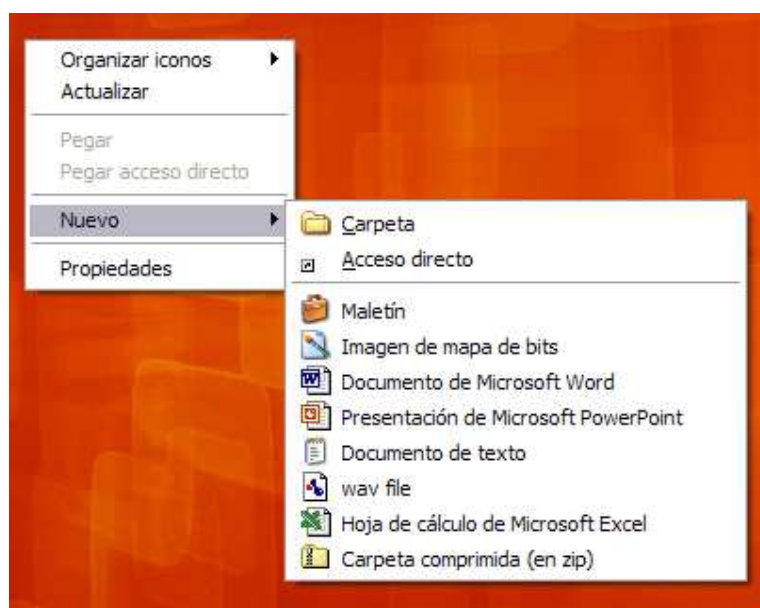 Organizar iconos
Actualizar
Pegar
Pegar acceso directo
Nuevo
Propiedades
Carpeta
Acceso directo
Maletín
Imagen de mapa de bits
Documento de Microsoft Word
Presentación de Microsoft PowerPoint
Documento de texto
wav file
Hoja de cálculo de Microsoft Excel
Carpeta comprimida (en zip)